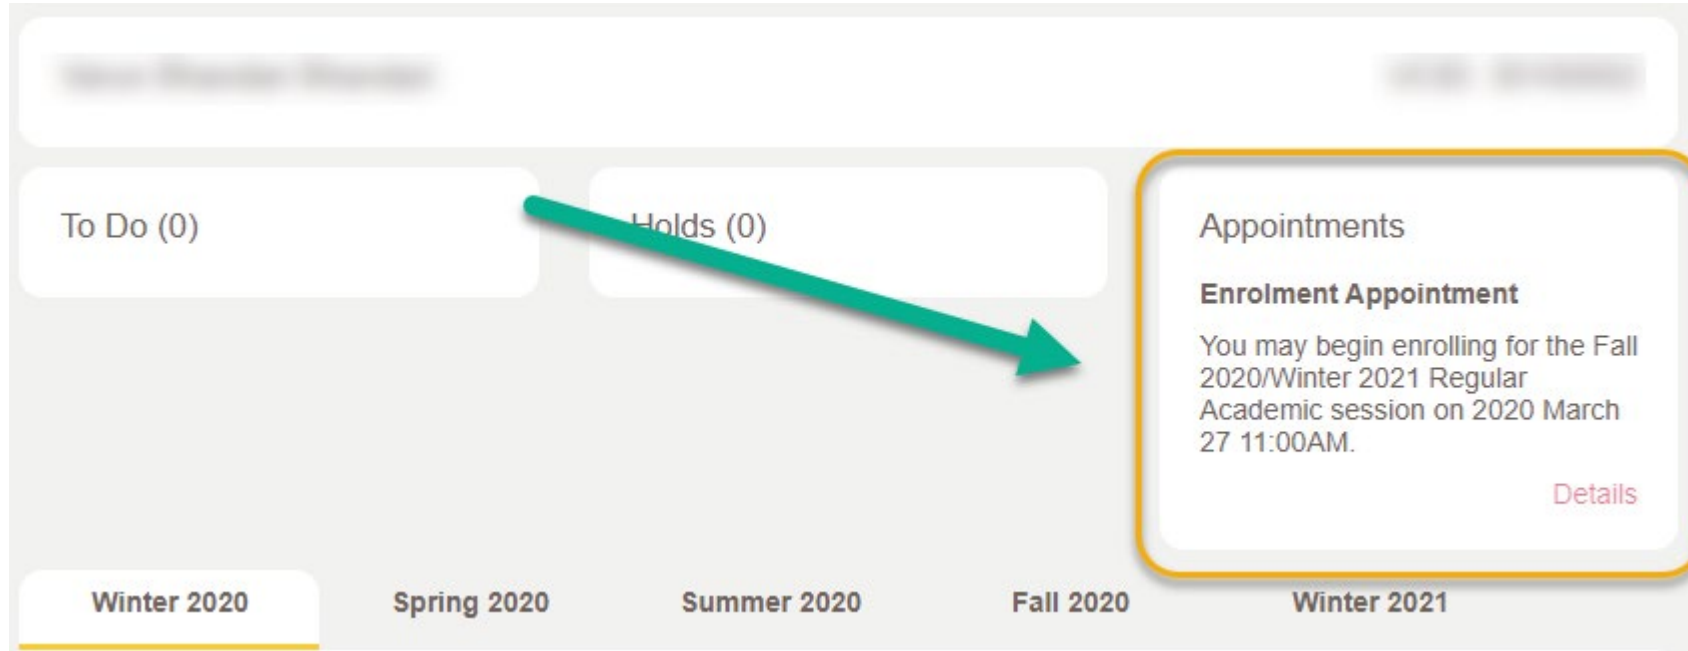 To Do (0)
Holds (0)
Appointments
Enrolment Appointment
You may begin enrolling for the Fall
2020/Winter 2021 Regular
Academic session on 2020 March
27 11:00AM.
Details
Winter 2020
Spring 2020
Summer 2020
Fall 2020
Winter 2021